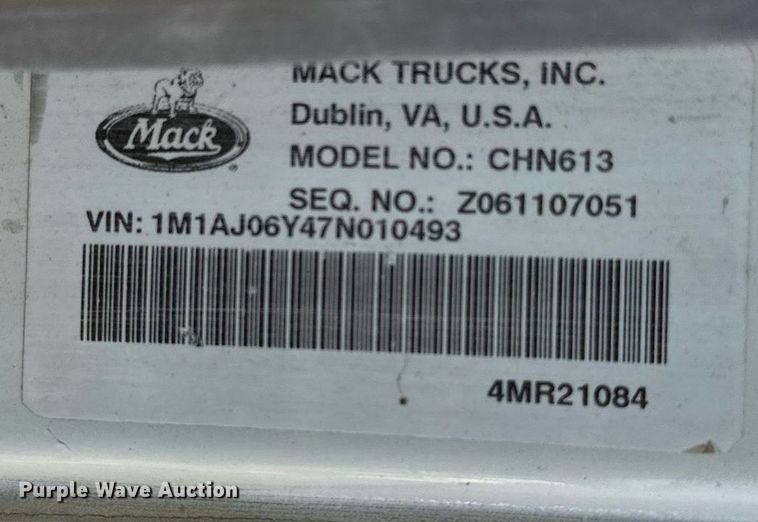 MACK TRUCKS, INC.
Mack
Dublin, VA, U.S.A.
MODEL NO.: CHN613
SEQ. NO.: Z061107051
VIN: 1M1AJ06Y47N010493
4MR21084
Purple Wave Auction